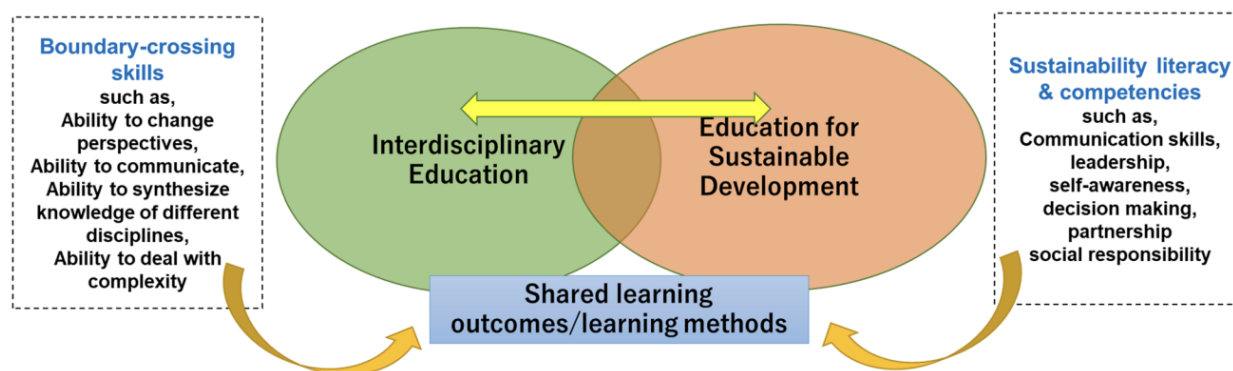 Boundary-crossing
skills
such as,
Ability to change
perspectives,
Ability to communicate,
Ability to synthesize
knowledge of different
disciplines,
Ability to deal with
complexity
Interdisciplinary
Education
Education for
Sustainable
Development
Shared learning
outcomes/learning methods
Sustainability literacy
& competencies
such as,
Communication skills,
leadership,
self-awareness,
decision making,
partnership
social responsibility